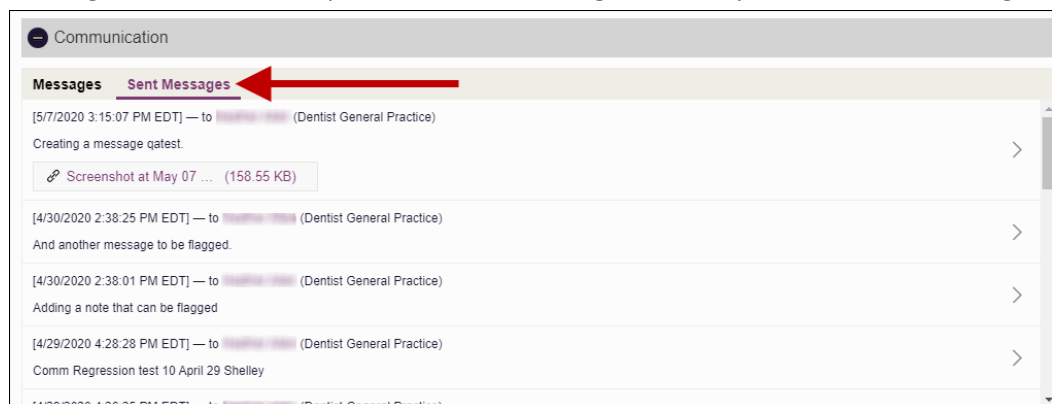 Communication
Messages Sent Messages
[5/7/2020 3:15:07 PM EDT] — to (Dentist General Practice)
Creating a message qatest.
Screenshot at May 07 ... (158.55 KB)
[4/30/2020 2:38:25 PM EDT] — to (Dentist General Practice)
And another message to be flagged.
[4/30/2020 2:38:01 PM EDT] — to (Dentist General Practice)
Adding a note that can be flagged
[4/29/2020 4:28:28 PM EDT] — to (Dentist General Practice)
Comm Regression test 10 April 29 Shelley